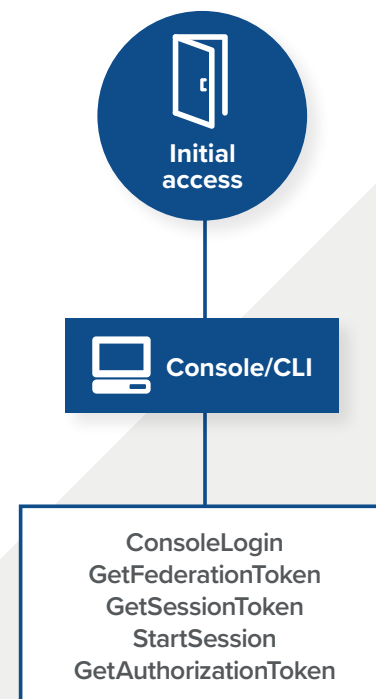 Initial
access
Console/CLI
ConsoleLogin
GetFederationToken
GetSessionToken
StartSession
GetAuthorizationToken